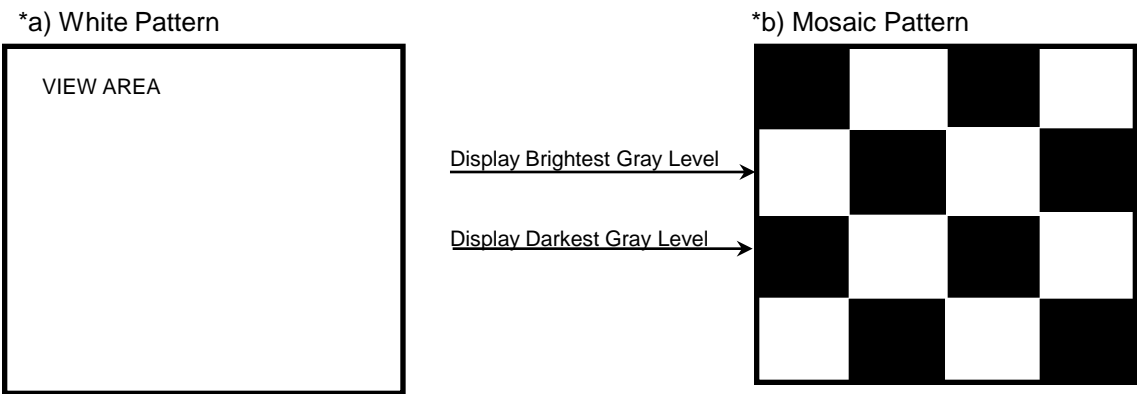 *a) White Pattern
*b) Mosaic Pattern
VIEW AREA
Display Brightest Gray Level
Display Darkest Gray Level